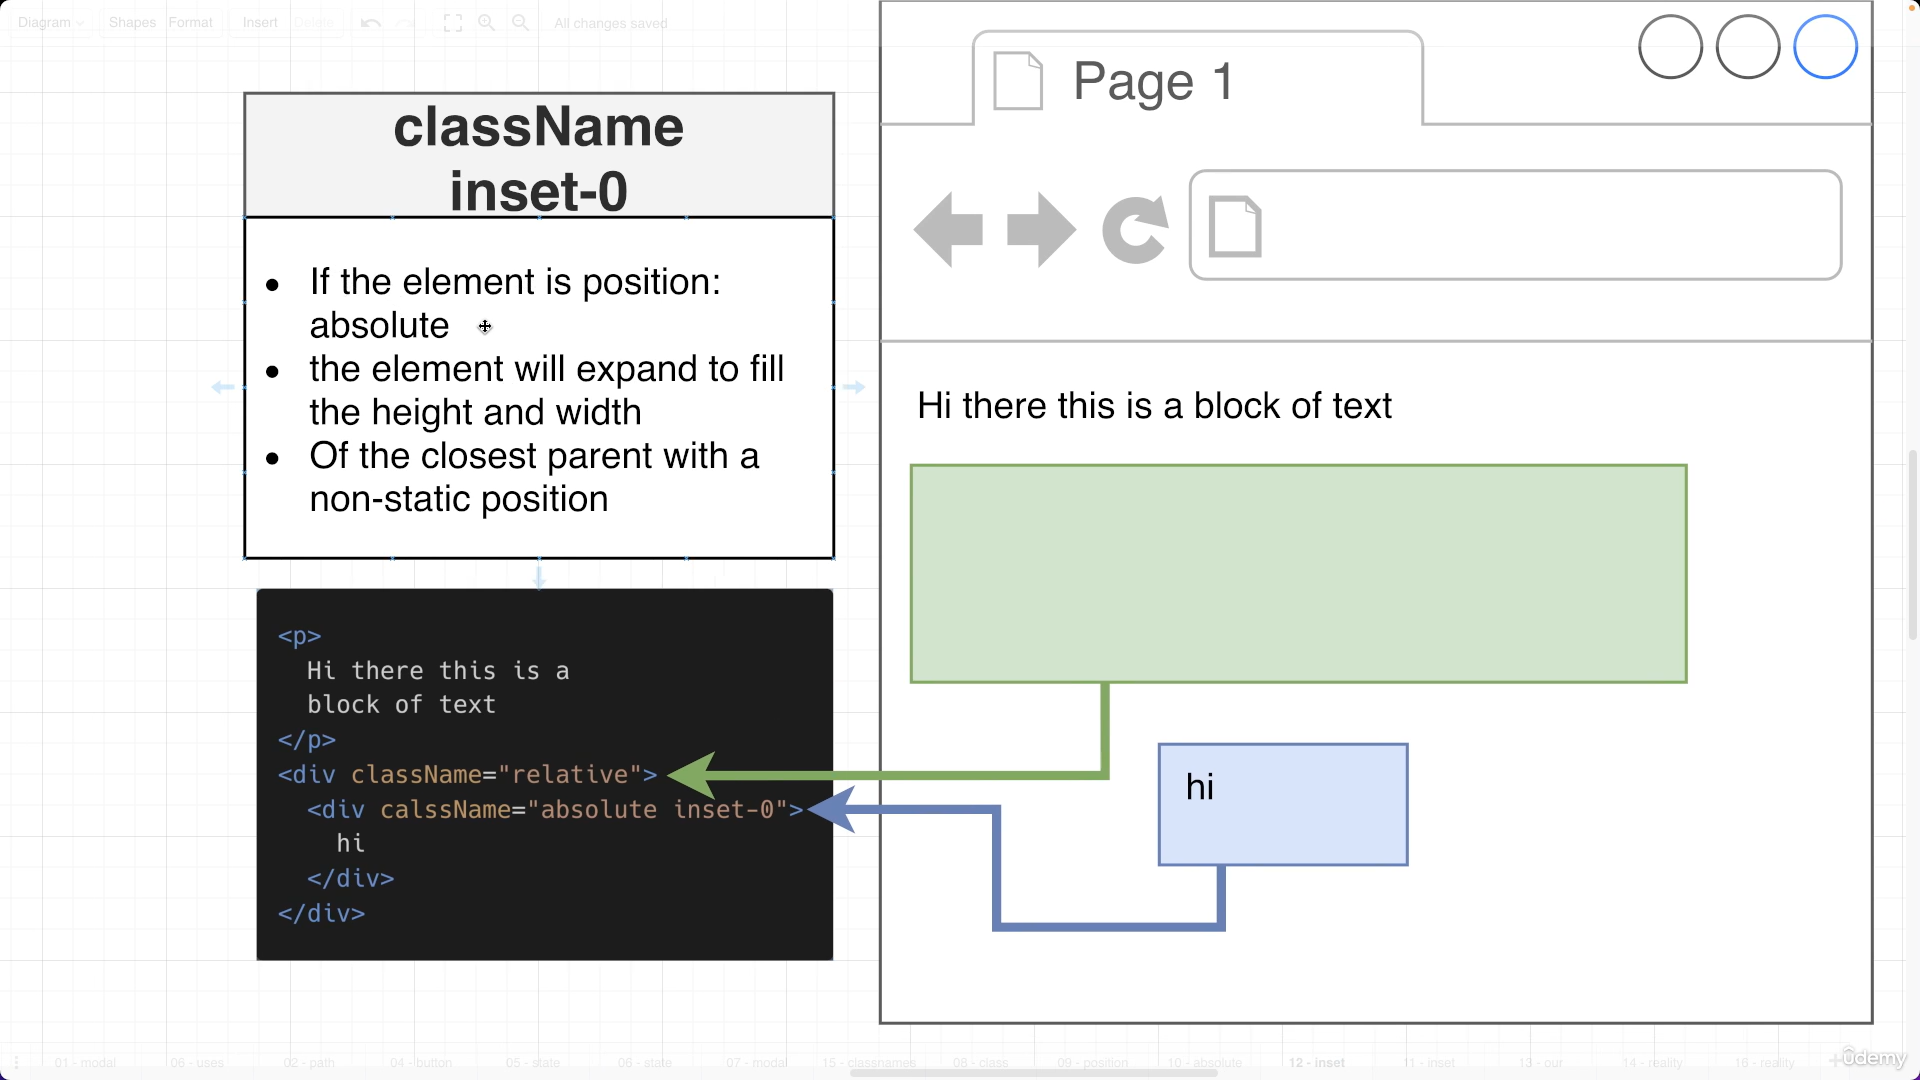 Diagram
Shapes
Format
Insert
Delete
All changes saved
className
inset-0
If the element is position:
absolute
the element will expand to fill
the height and width
Of the closest parent with a
non-static position
<p>
Hi there this is a
block of text
</p>
<div className="relative">
<div calssName="absolute inset-0">
hi
</div>
</div>
Page 1
Hi there this is a block of text
hi
01 - modal
06 - uses
02 - path
04 - button
05 - state
06 - state
07 - modal
15 - classnames
08 - class
09 - position
10 - absolute
12 - inset
11 - inset
13 - our
14 - reality
16 - reality
ûdemy